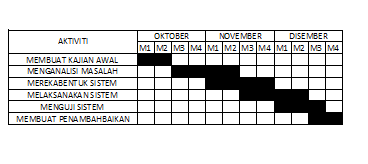 AKTIVITI OKTOBER NOVEMBER DISEMBER
M1 M2 M3 M4 M1 M2 M3 M4 M1 M2 M3 M4
MEMBUAT KAJIAN AWAL
MENGANALISI MASALAH
MEREKABENTUK SISTEM
MELAKSANAKAN SISTEM
MENGUJI SISTEM
MEMBUAT PENAMBAHBAIKAN